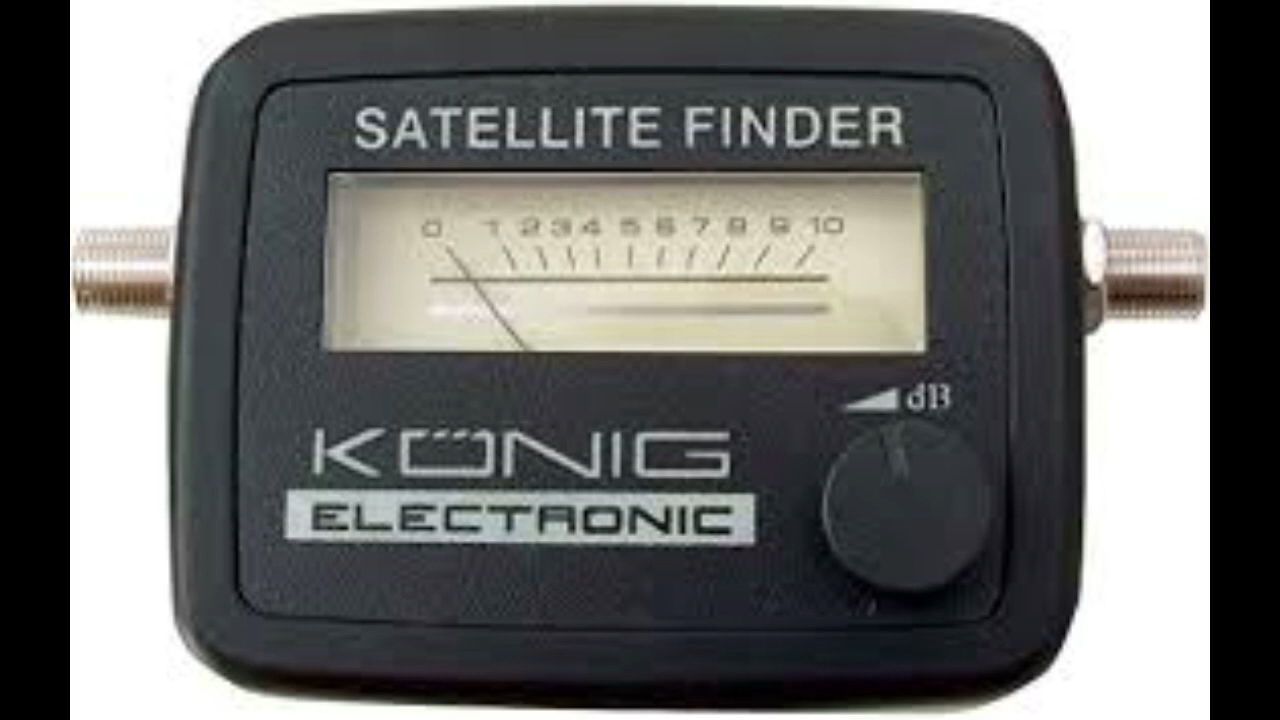 SATELLITE FINDER
0 1 2 3 4 5 6 7 8 9 10
dB
KÖNIG
ELECTRONIC